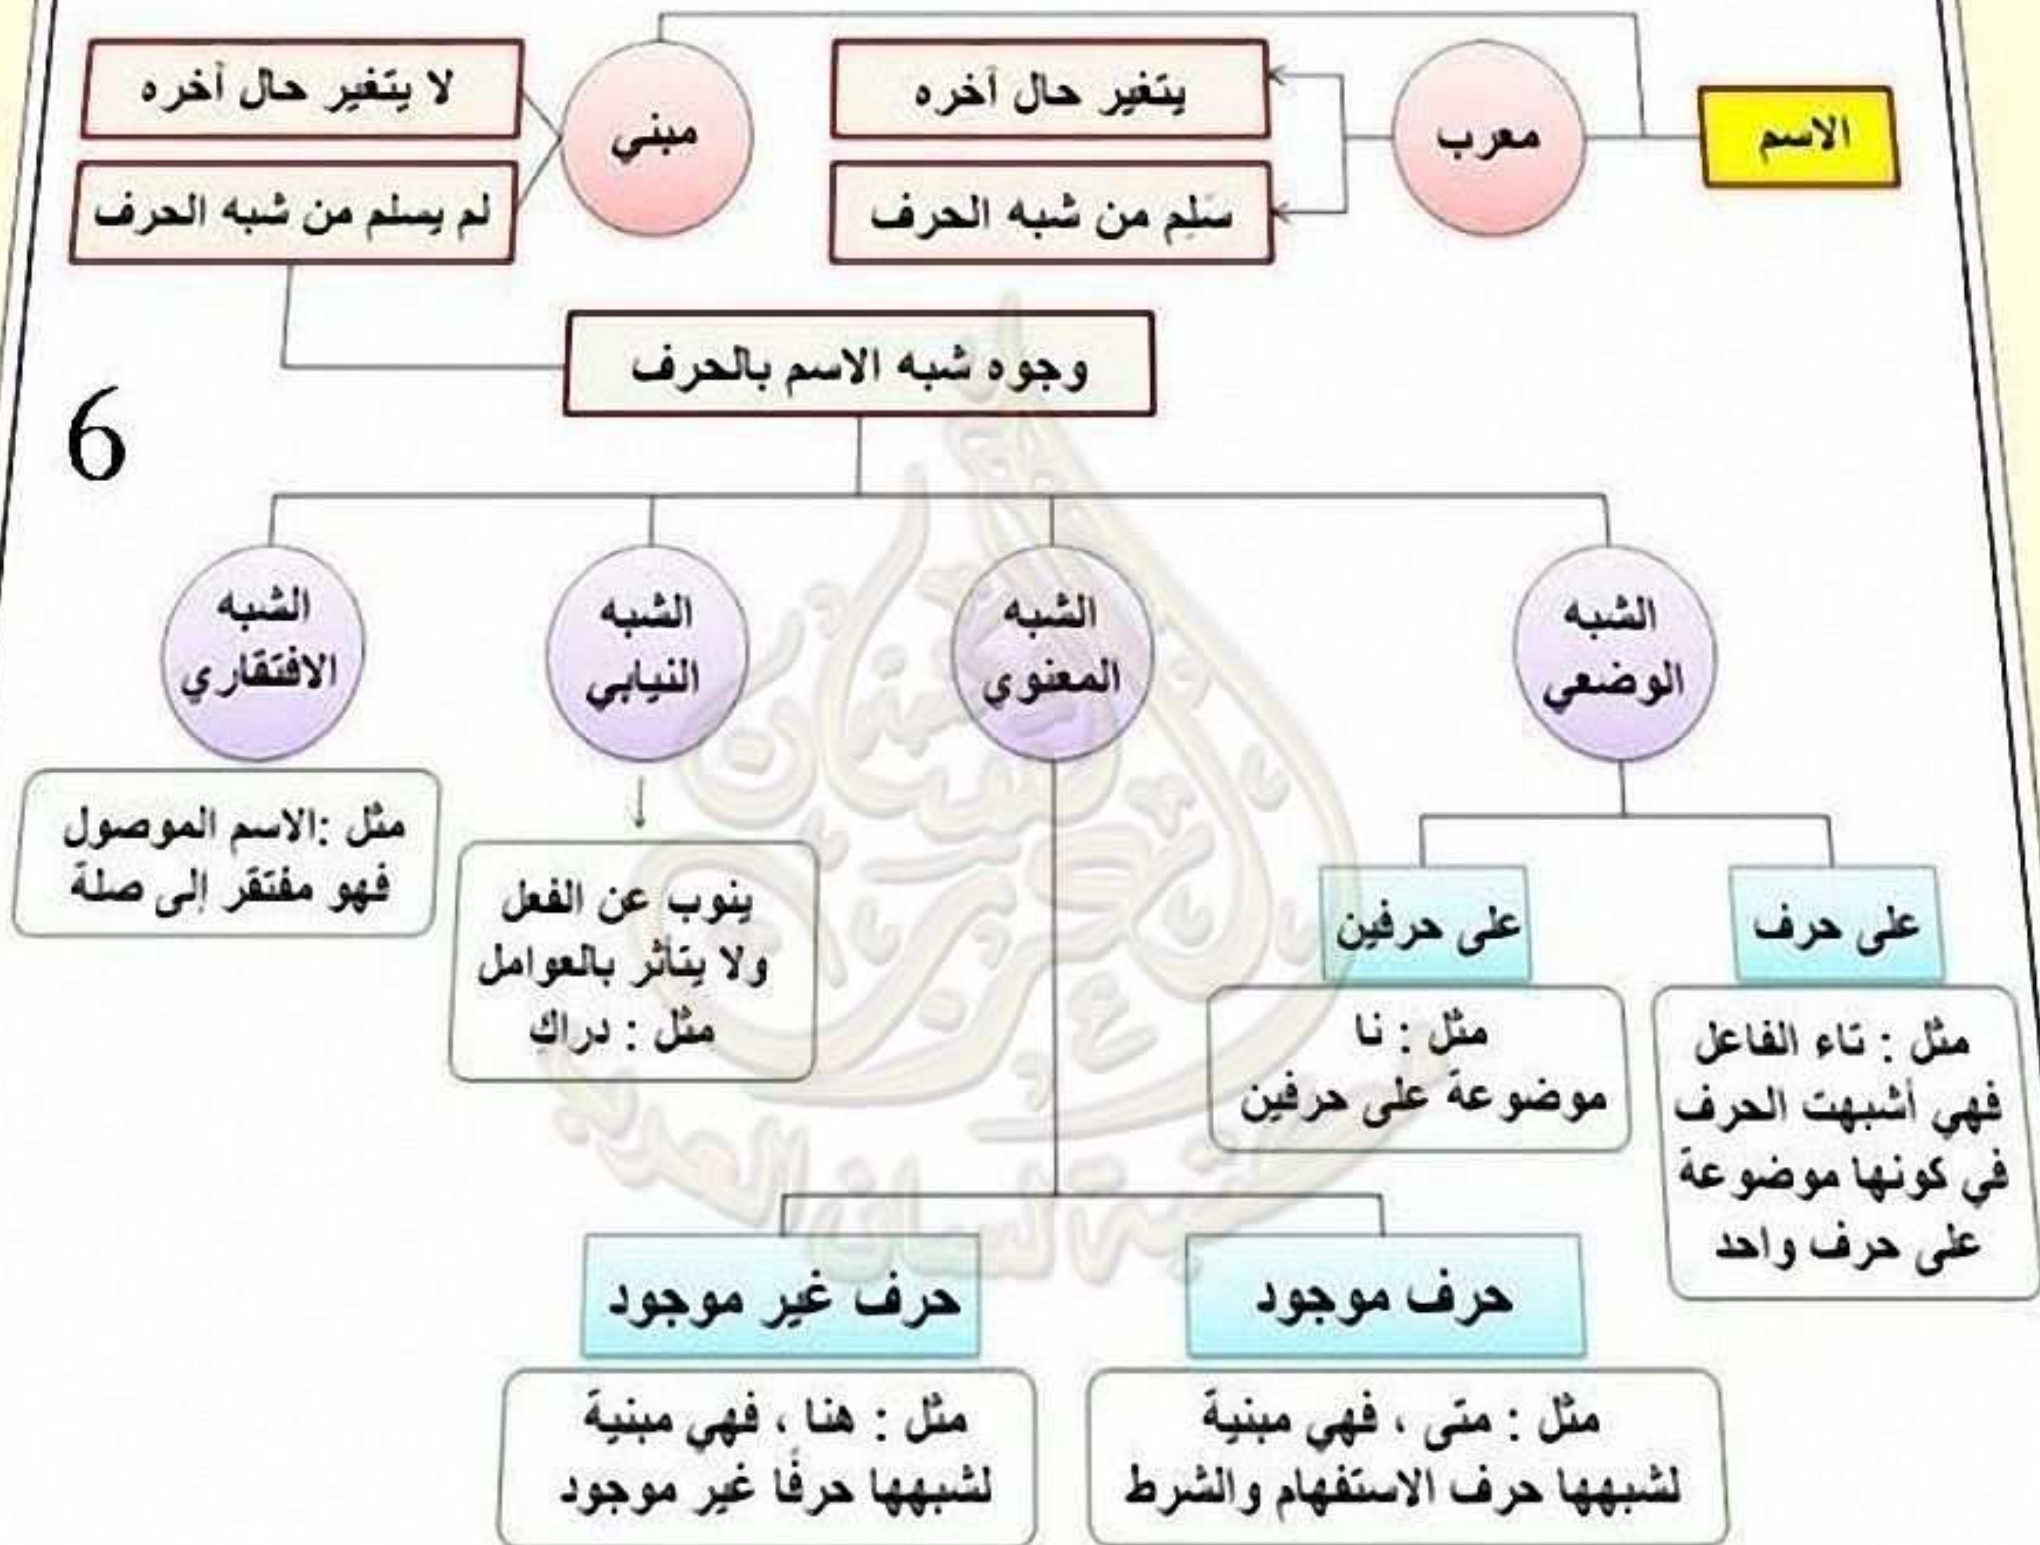 الاسم
معرب
يتغير حال آخره
سَلِم من شبه الحرف
مبني
لا يتغير حال آخره
لم يسلم من شبه الحرف
وجوه شبه الاسم بالحرف
6
الشبه
الوضعي
الشبه
المعنوي
الشبه
النيابي
الشبه
الافتقاري
على حرف
مثل : تاء الفاعل
فهي أشبهت الحرف
في كونها موضوعة
على حرف واحد
على حرفين
مثل : نا
موضوعة على حرفين
ينوب عن الفعل
ولا يتأثر بالعوامل
مثل : دراكِ
مثل :الاسم الموصول
فهو مفتقر إلى صلة
حرف موجود
مثل : متى ، فهي مبنية
لشبهها حرف الاستفهام والشرط
حرف غير موجود
مثل : هنا ، فهي مبنية
لشبهها حرفًا غير موجود
مكتبة لسان العرب